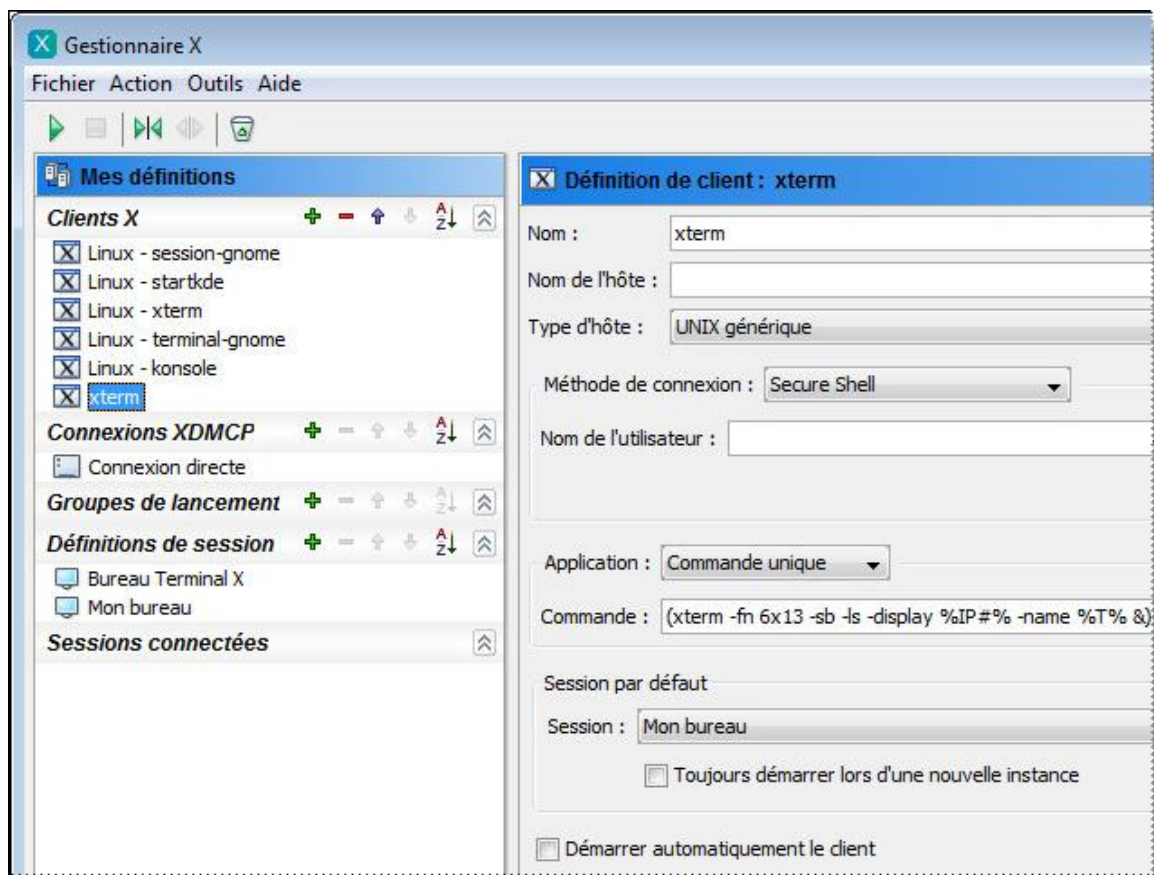 Gestionnaire X
Fichier Action Outils Aide
Mes définitions
Clients X
Linux - session-gnome
Linux - startkde
Linux - xterm
Linux - terminal-gnome
Linux - konsole
xterm
Connexions XDMCP
Connexion directe
Groupes de lancement
Définitions de session
Bureau Terminal X
Mon bureau
Sessions connectées
Définition de client : xterm
Nom : xterm
Nom de l'hôte :
Type d'hôte : UNIX générique
Méthode de connexion : Secure Shell
Nom de l'utilisateur :
Application : Commande unique
Commande : (xterm -fn 6x13 -sb -ls -display %IP#% -name %T% &)
Session par défaut
Session : Mon bureau
Toujours démarrer lors d'une nouvelle instance
Démarrer automatiquement le client